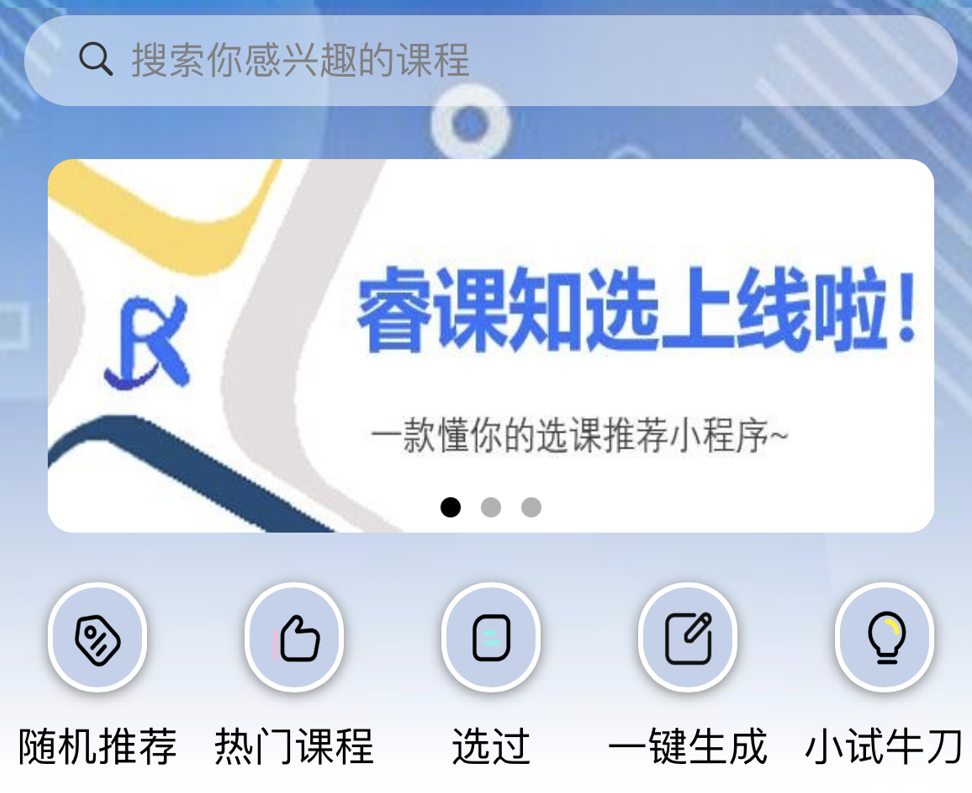 搜索你感兴趣的课程
睿课知选上线啦!
一款懂你的选课推荐小程序~
随机推荐 热门课程 选过 一键生成 小试牛刀